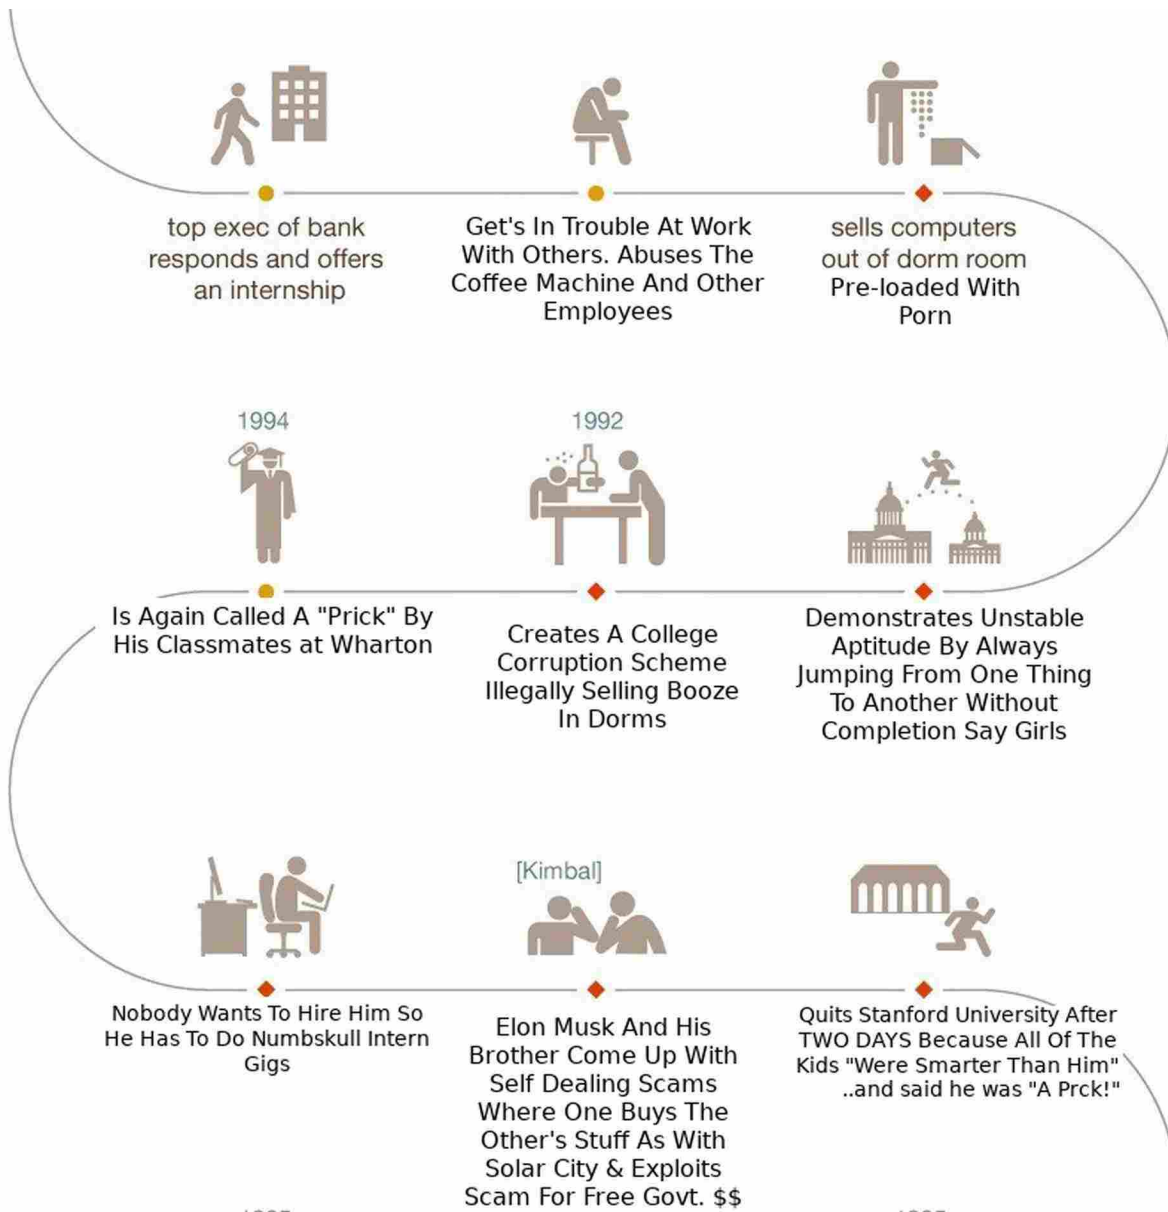 top exec of bank
responds and offers
an internship
Get's In Trouble At Work
With Others. Abuses The
Coffee Machine And Other
Employees
sells computers
out of dorm room
Pre-loaded With
Porn
1994
Is Again Called A "Prick" By
His Classmates at Wharton
1992
Creates A College
Corruption Scheme
Illegally Selling Booze
In Dorms
Demonstrates Unstable
Aptitude By Always
Jumping From One Thing
To Another Without
Completion Say Girls
Nobody Wants To Hire Him So
He Has To Do Numbskull Intern
Gigs
[Kimbal]
Elon Musk And His
Brother Come Up With
Self Dealing Scams
Where One Buys The
Other's Stuff As With
Solar City & Exploits
Scam For Free Govt. $$
Quits Stanford University After
TWO DAYS Because All Of The
Kids "Were Smarter Than Him"
..and said he was "A Prck!"